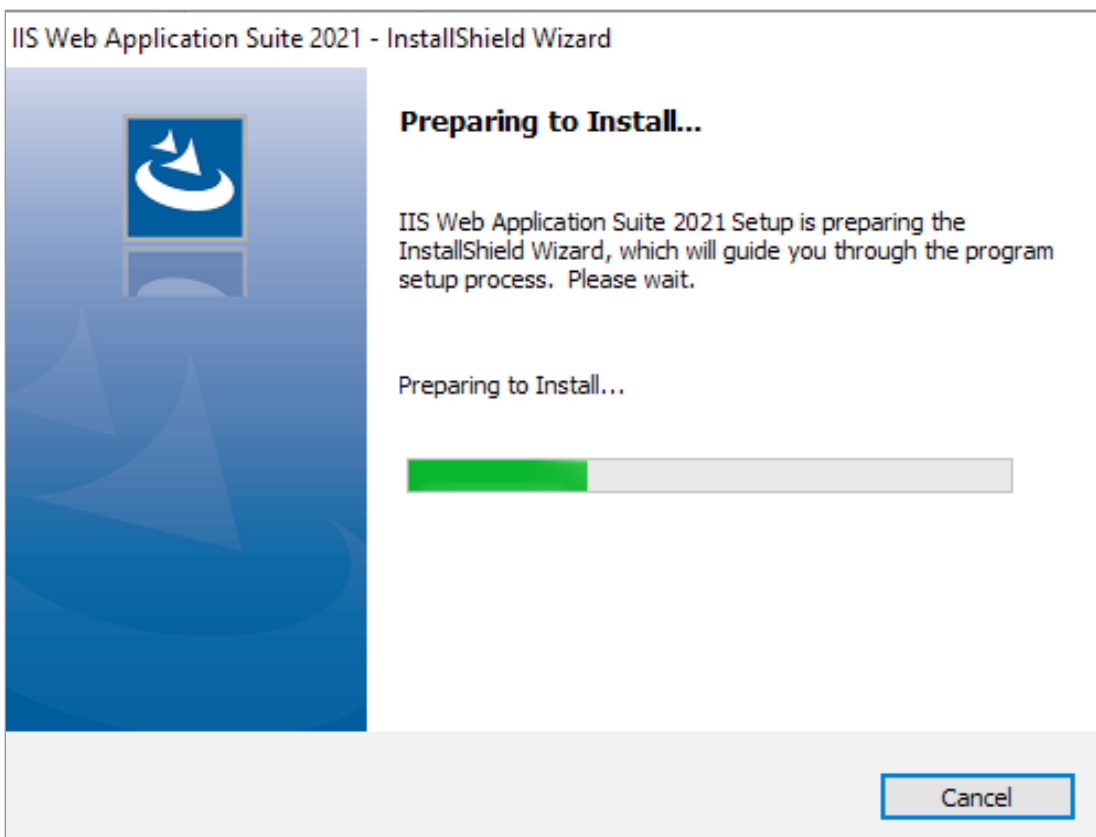 IIS Web Application Suite 2021 - InstallShield Wizard
Preparing to Install...
IIS Web Application Suite 2021 Setup is preparing the
InstallShield Wizard, which will guide you through the program
setup process.  Please wait.
Preparing to Install...
Cancel